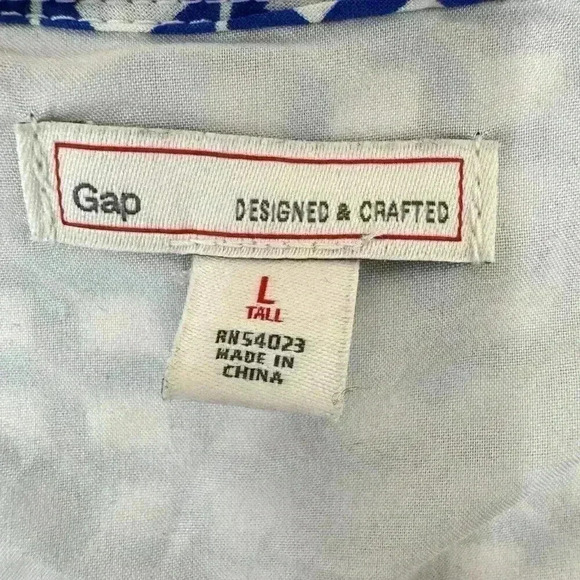 Gap DESIGNED & CRAFTED
L
TALL
RN54023
MADE IN
CHINA